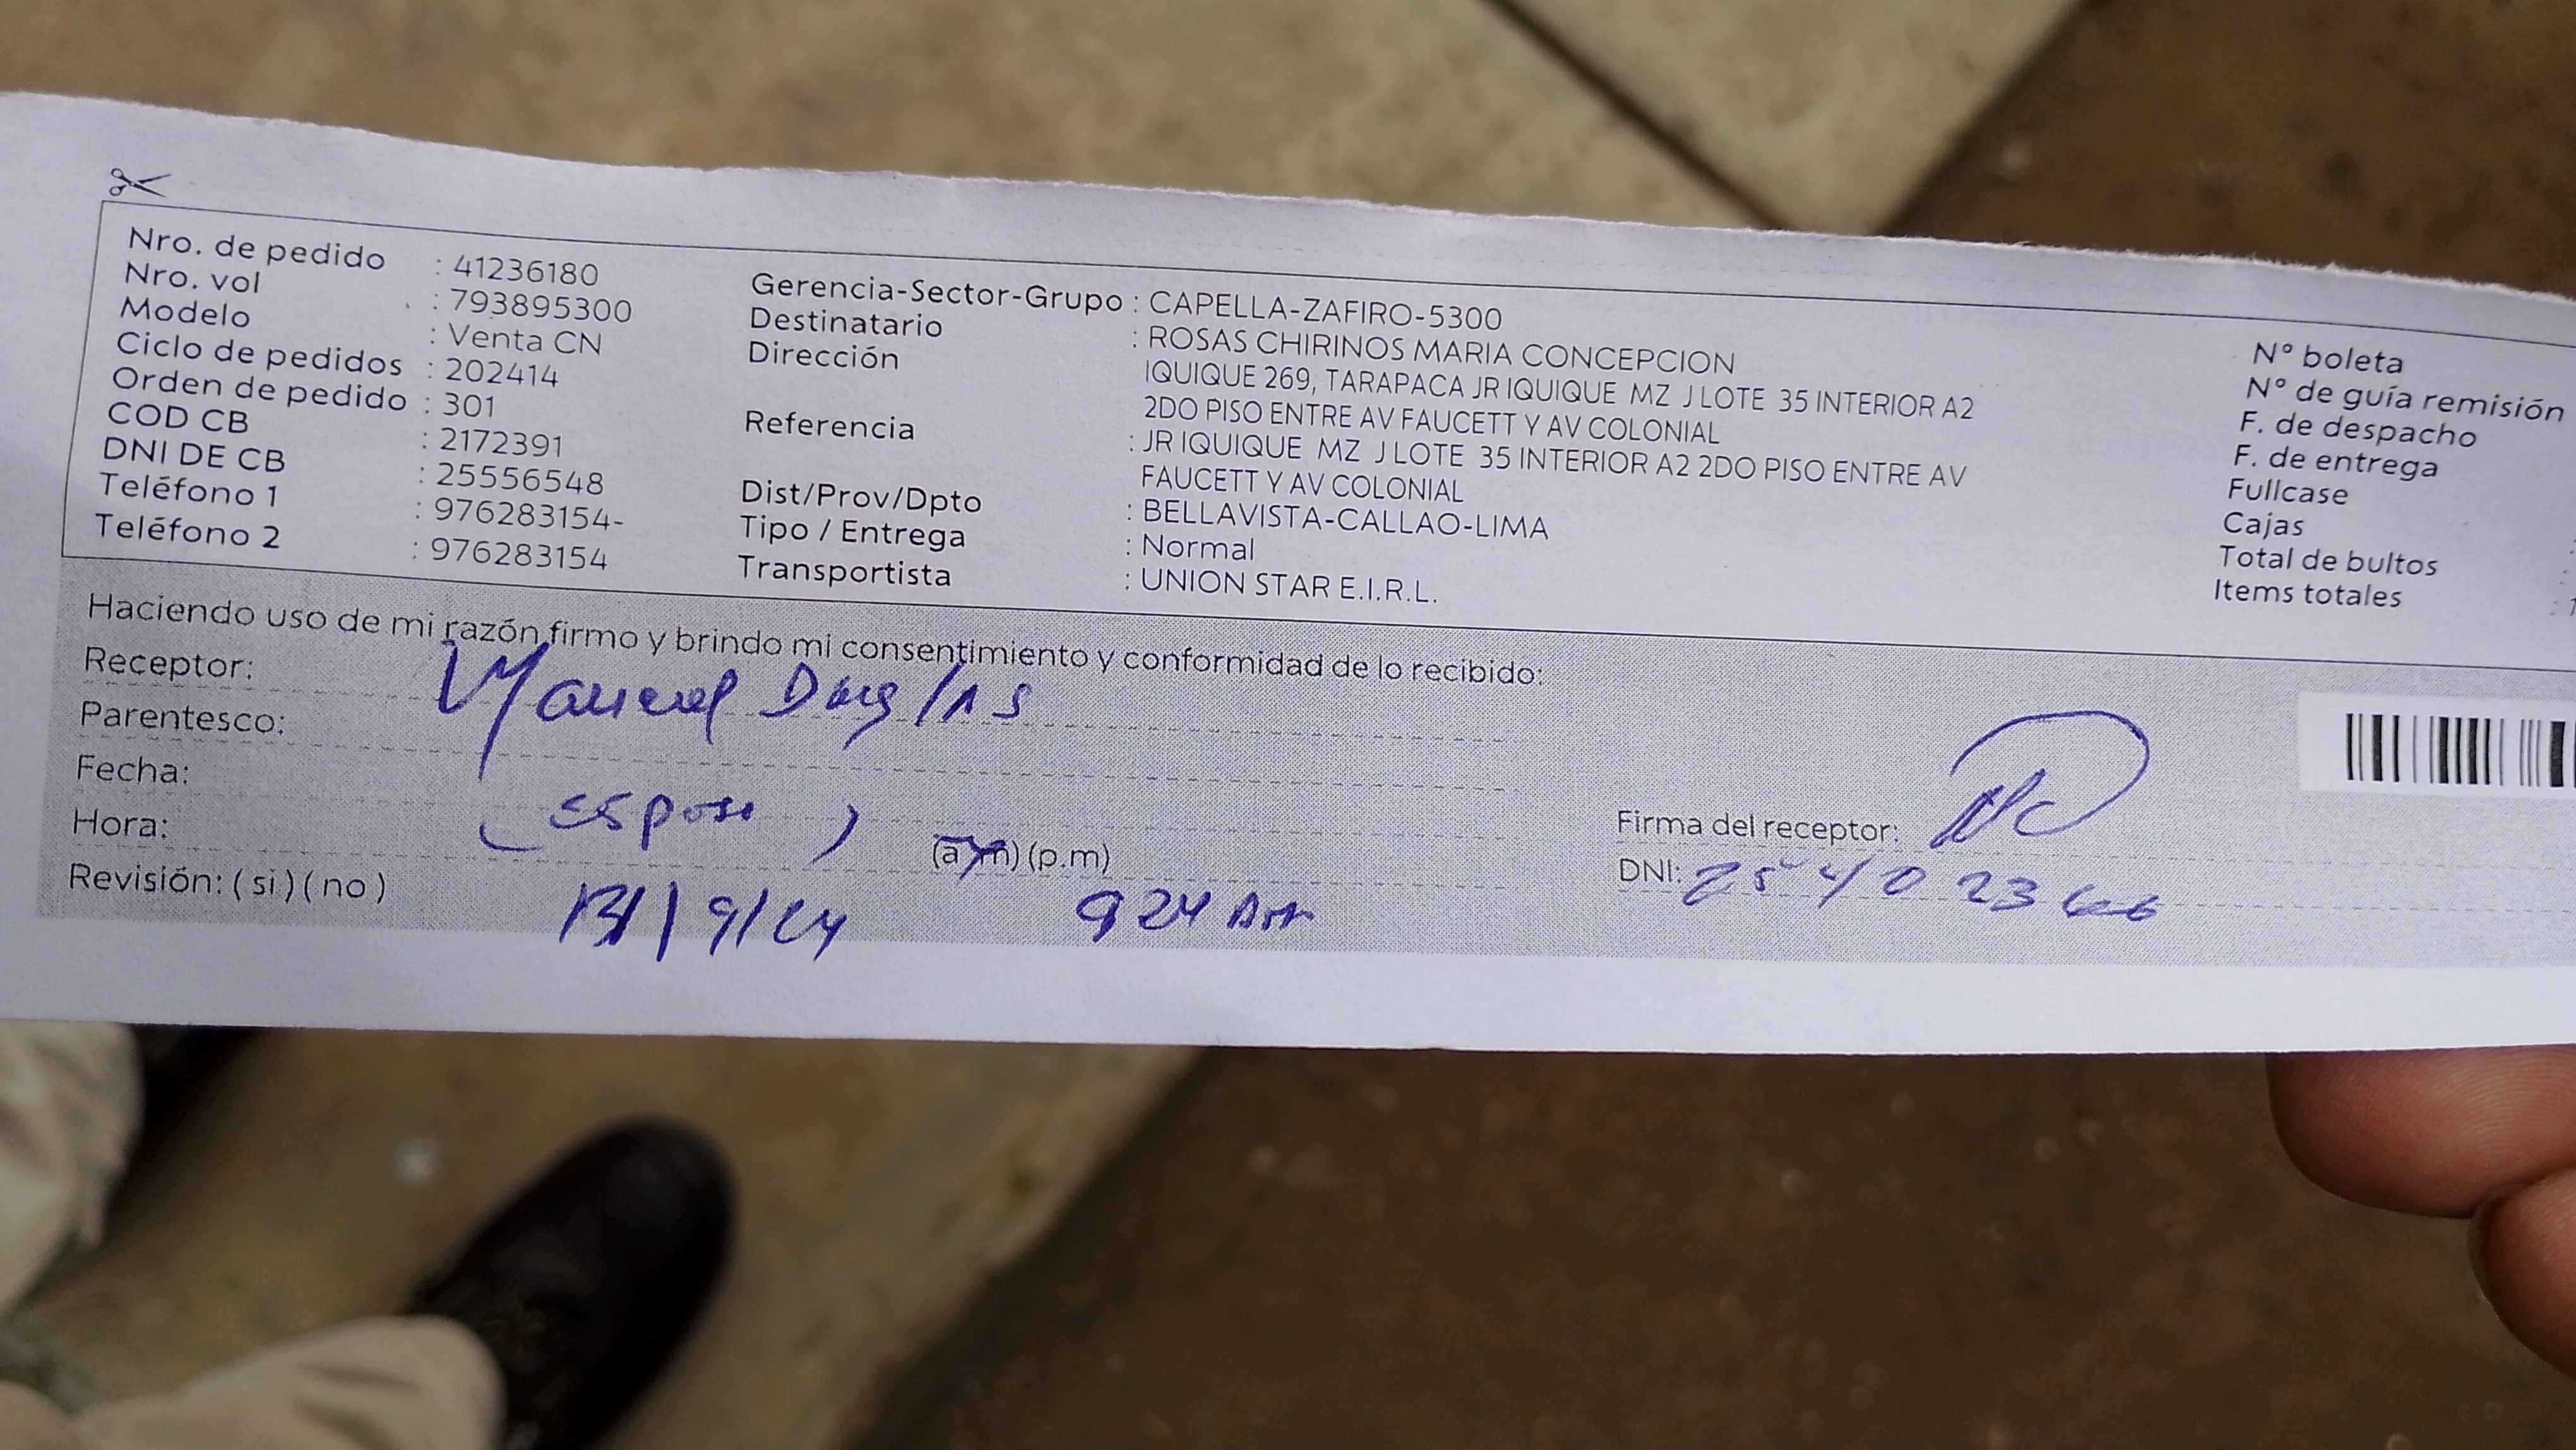 Nro. de pedido : 41236180
Nro. vol : 793895300
Modelo : Venta CN
Ciclo de pedidos : 202414
Orden de pedido : 301
COD CB : 2172391
DNI DE CB : 25556548
Teléfono 1 : 976283154-
Teléfono 2 : 976283154
Gerencia-Sector-Grupo : CAPELLA-ZAFIRO-5300
Destinatario : ROSAS CHIRINOS MARIA CONCEPCION
Dirección IQUIQUE 269, TARAPACA JR IQUIQUE MZ J LOTE 35 INTERIOR A2
2DO PISO ENTRE AV FAUCETT Y AV COLONIAL
Referencia : JR IQUIQUE MZ J LOTE 35 INTERIOR A2 2DO PISO ENTRE AV
FAUCETT Y AV COLONIAL
Dist/Prov/Dpto : BELLAVISTA-CALLAO-LIMA
Tipo / Entrega : Normal
Transportista : UNION STAR E.I.R.L.
N° boleta
N° de guía remisión
F. de despacho
F. de entrega
Fullcase
Cajas
Total de bultos
Items totales
Haciendo uso de mi razón firmo y brindo mi consentimiento y conformidad de lo recibido:
Receptor: Manuel
Parentesco:
Fecha: (esposo)
Hora: (a.m) (p.m)
Revisión: ( si ) ( no )
13/9/24 924 Am
Firma del receptor:
DNI: 254023